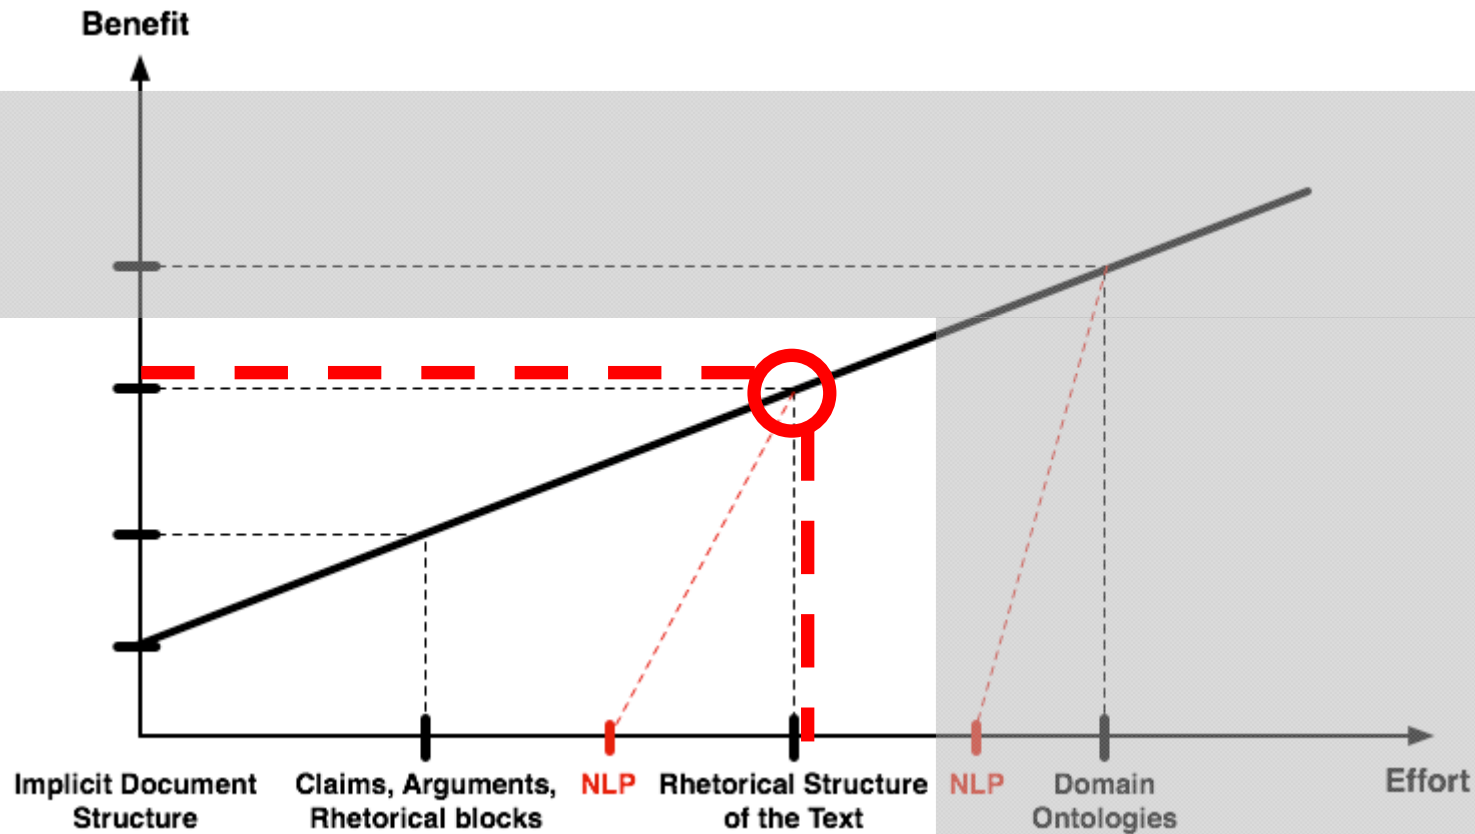 Benefit
Implicit Document
Structure
Claims, Arguments,
Rhetorical blocks
NLP
Rhetorical Structure
of the Text
NLP
Domain
Ontologies
Effort